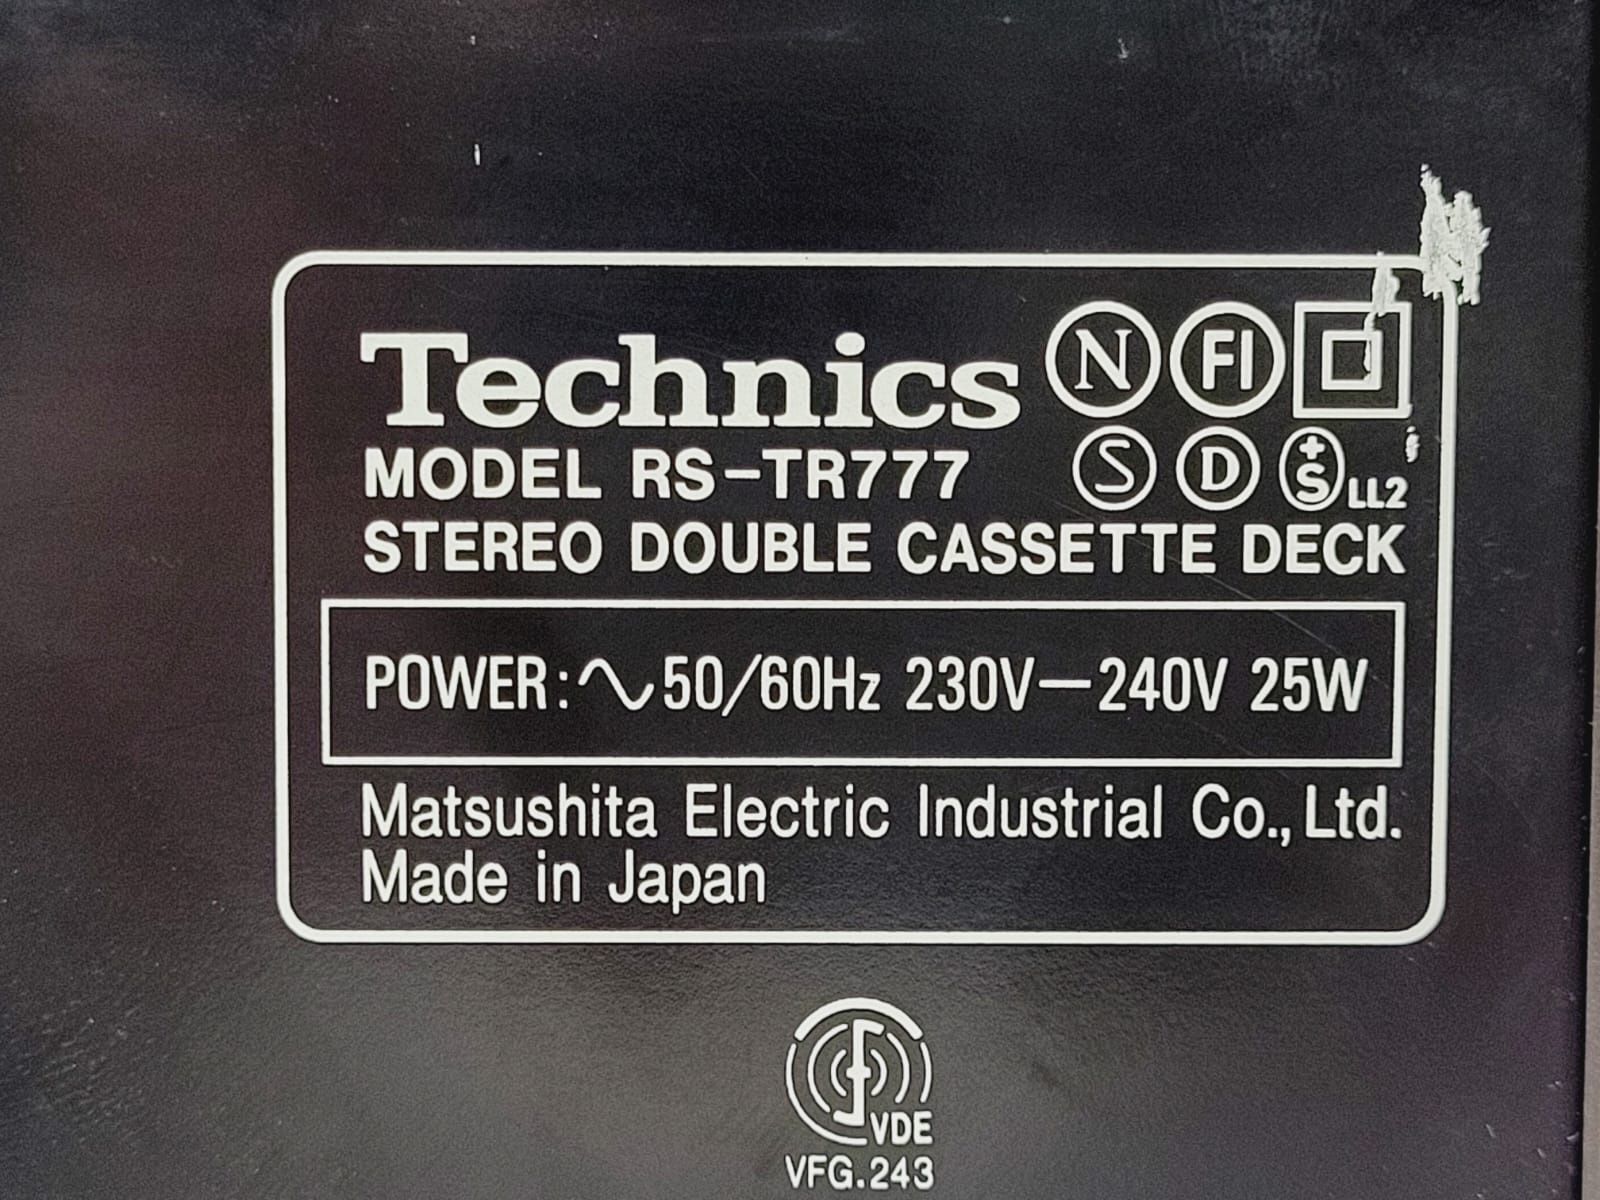 Technics N FI
MODEL RS-TR777 S D +S LL2
STEREO DOUBLE CASSETTE DECK
POWER:∿50/60Hz 230V—240V 25W
Matsushita Electric Industrial Co., Ltd.
Made in Japan
VDE
VFG.243